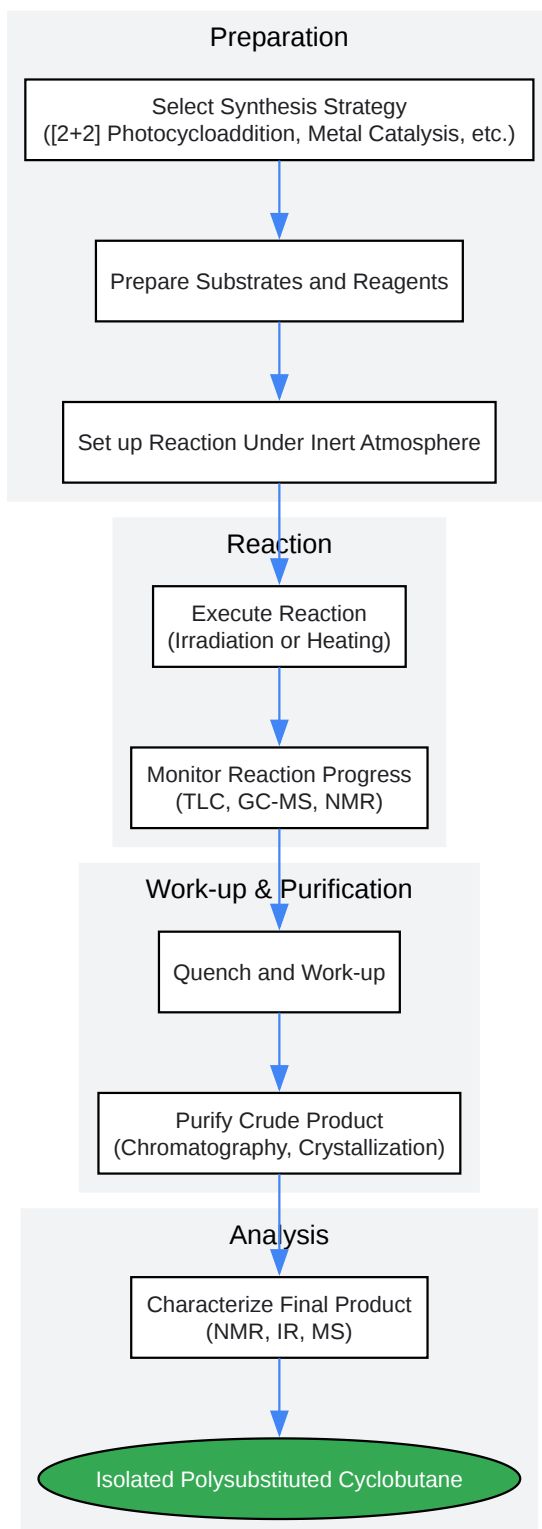 Preparation
Select Synthesis Strategy
([2+2] Photocycloaddition, Metal Catalysis, etc.)
Prepare Substrates and Reagents
Set up Reaction Under Inert Atmosphere
Reaction
Execute Reaction
(Irradiation or Heating)
Monitor Reaction Progress
(TLC, GC-MS, NMR)
Work-up & Purification
Quench and Work-up
Purify Crude Product
(Chromatography, Crystallization)
Analysis
Characterize Final Product
(NMR, IR, MS)
Isolated Polysubstituted Cyclobutane